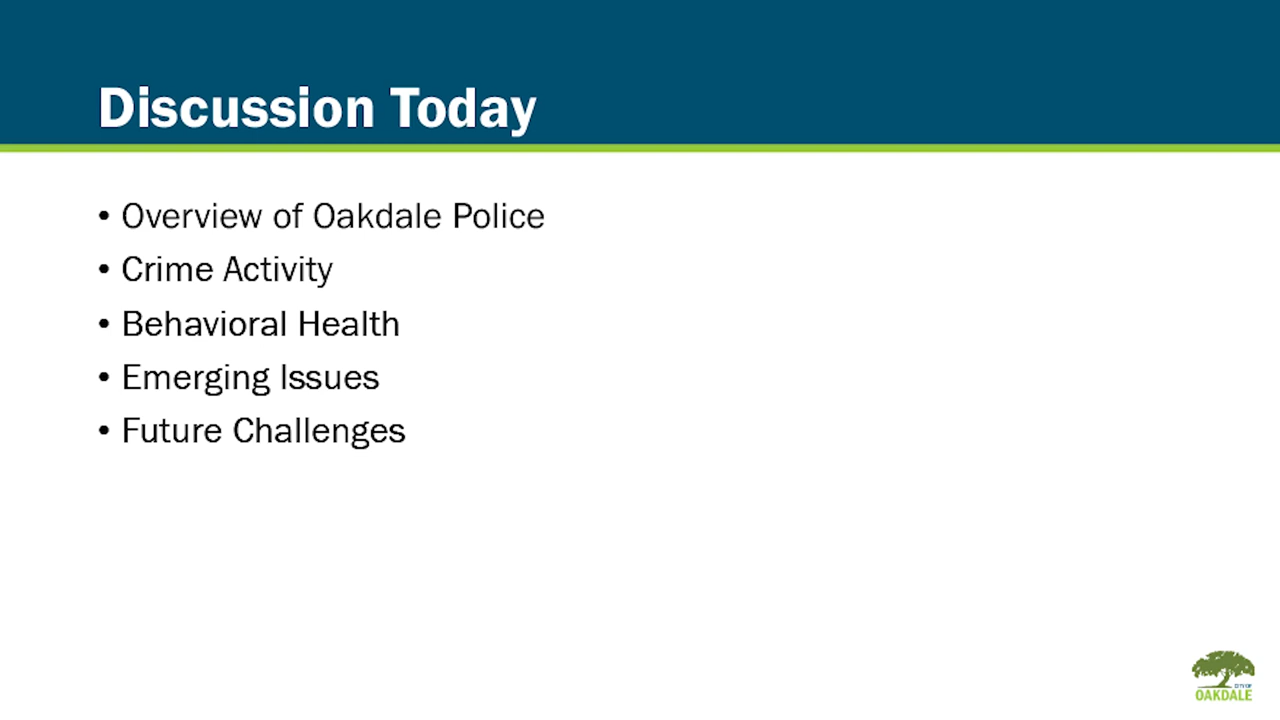 Discussion Today
• Overview of Oakdale Police
• Crime Activity
• Behavioral Health
• Emerging Issues
• Future Challenges
CITY OF
OAKDALE